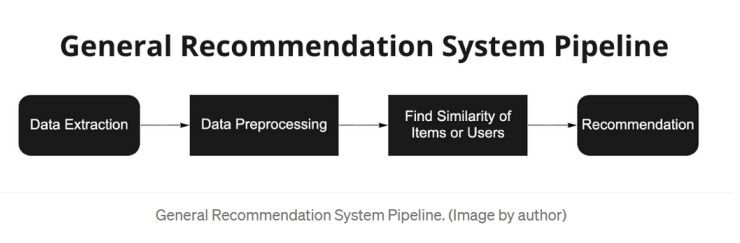 General Recommendation System Pipeline
Data Extraction
Data Preprocessing
Find Similarity of
Items or Users
Recommendation
General Recommendation System Pipeline. (Image by author)